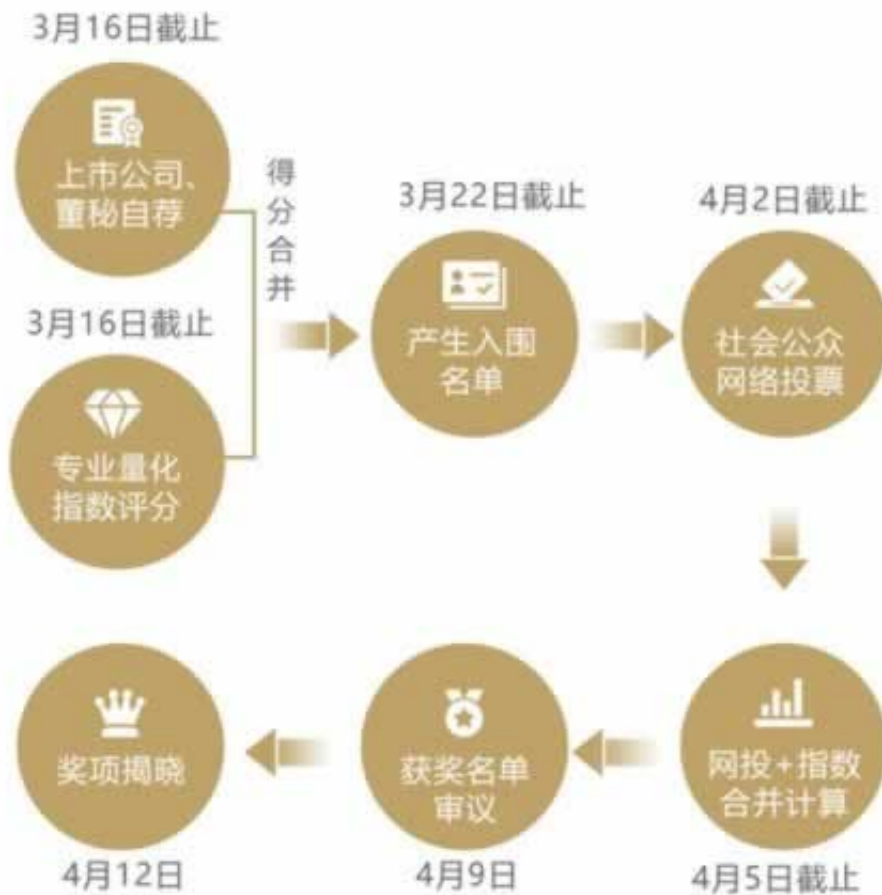 3月16日截止
上市公司、
董秘自荐
得分合并
3月16日截止
专业量化
指数评分
3月22日截止
产生入围
名单
4月2日截止
社会公众
网络投票
网投+指数
合并计算
4月5日截止
获奖名单
审议
4月9日
奖项揭晓
4月12日